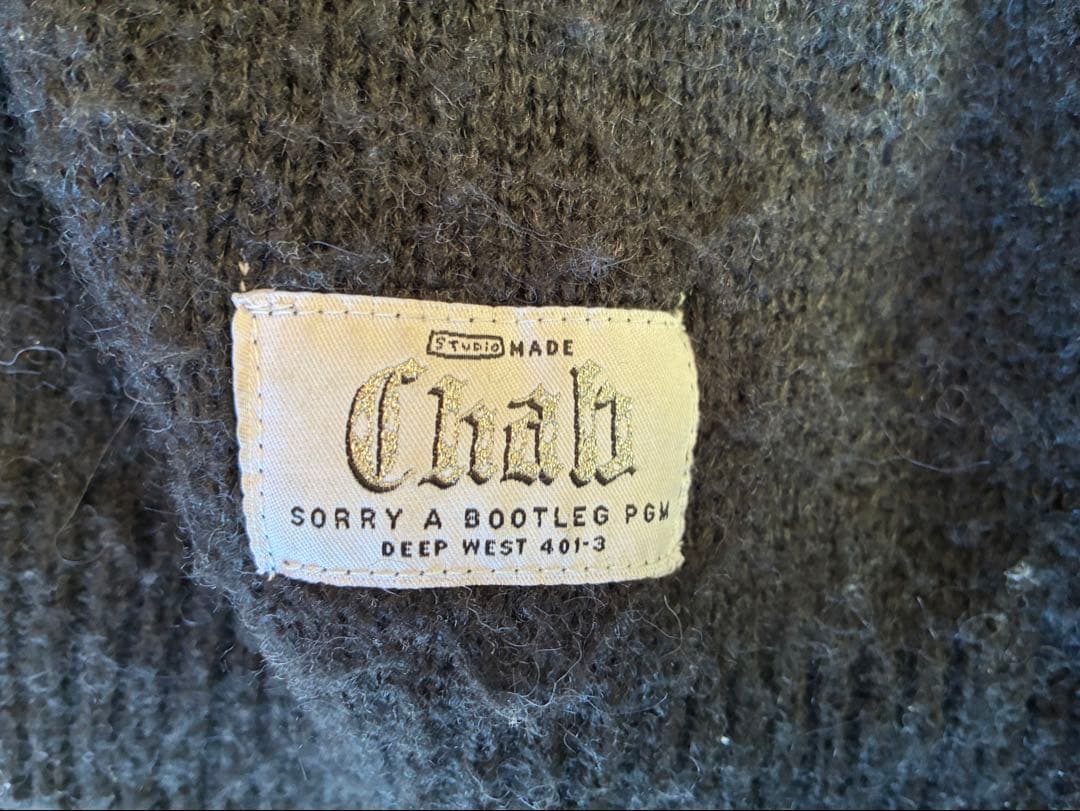 STUDIO MADE
Chab
SORRY A BOOTLEG PGM
DEEP WEST 401-3